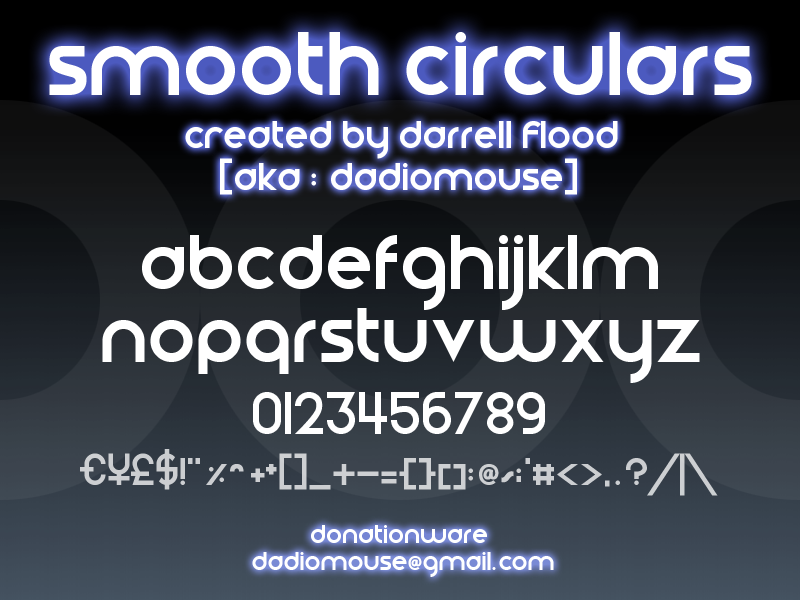 smooth circulars
created by darrell flood
[aka : dadiomouse]
abcdefghijklm
nopqrstuvwxyz
0123456789
€¥£$!"٪^*+[]_+-={}[]:@~;'#<>,.?/|\
donationware
dadiomouse@gmail.com